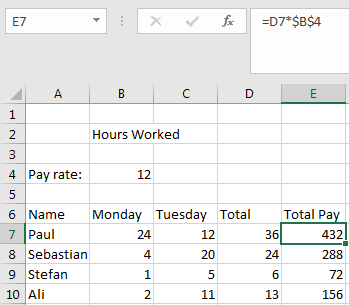 E7 fx =D7*$B$4
A B C D E
1
2 Hours Worked
3
4 Pay rate: 12
5
6 Name Monday Tuesday Total Total Pay
7 Paul 24 12 36 432
8 Sebastian 4 20 24 288
9 Stefan 1 5 6 72
10 Ali 2 11 13 156